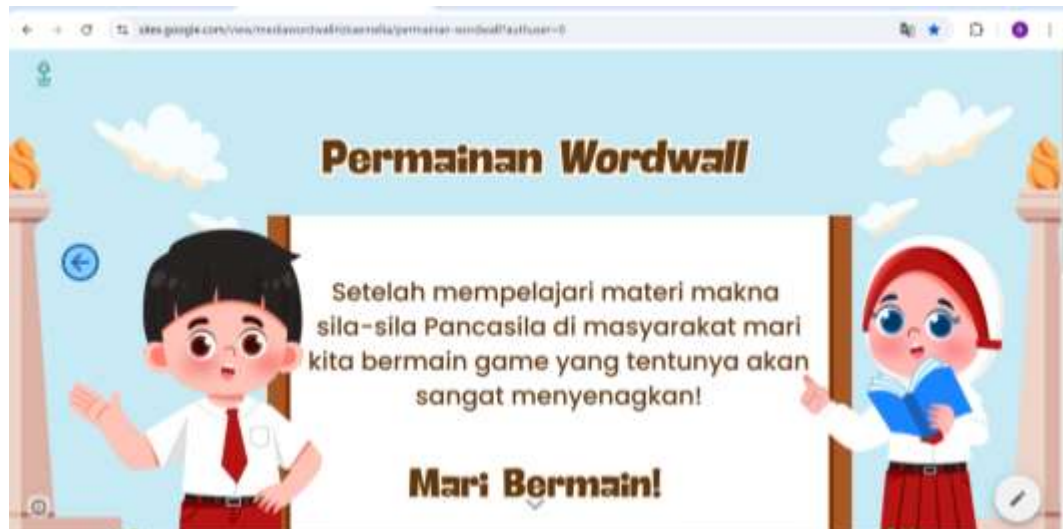 Permainan Wordwall
Setelah mempelajari materi makna
sila-sila Pancasila di masyarakat mari
kita bermain game yang tentunya akan
sangat menyenagkan!
Mari Bermain!